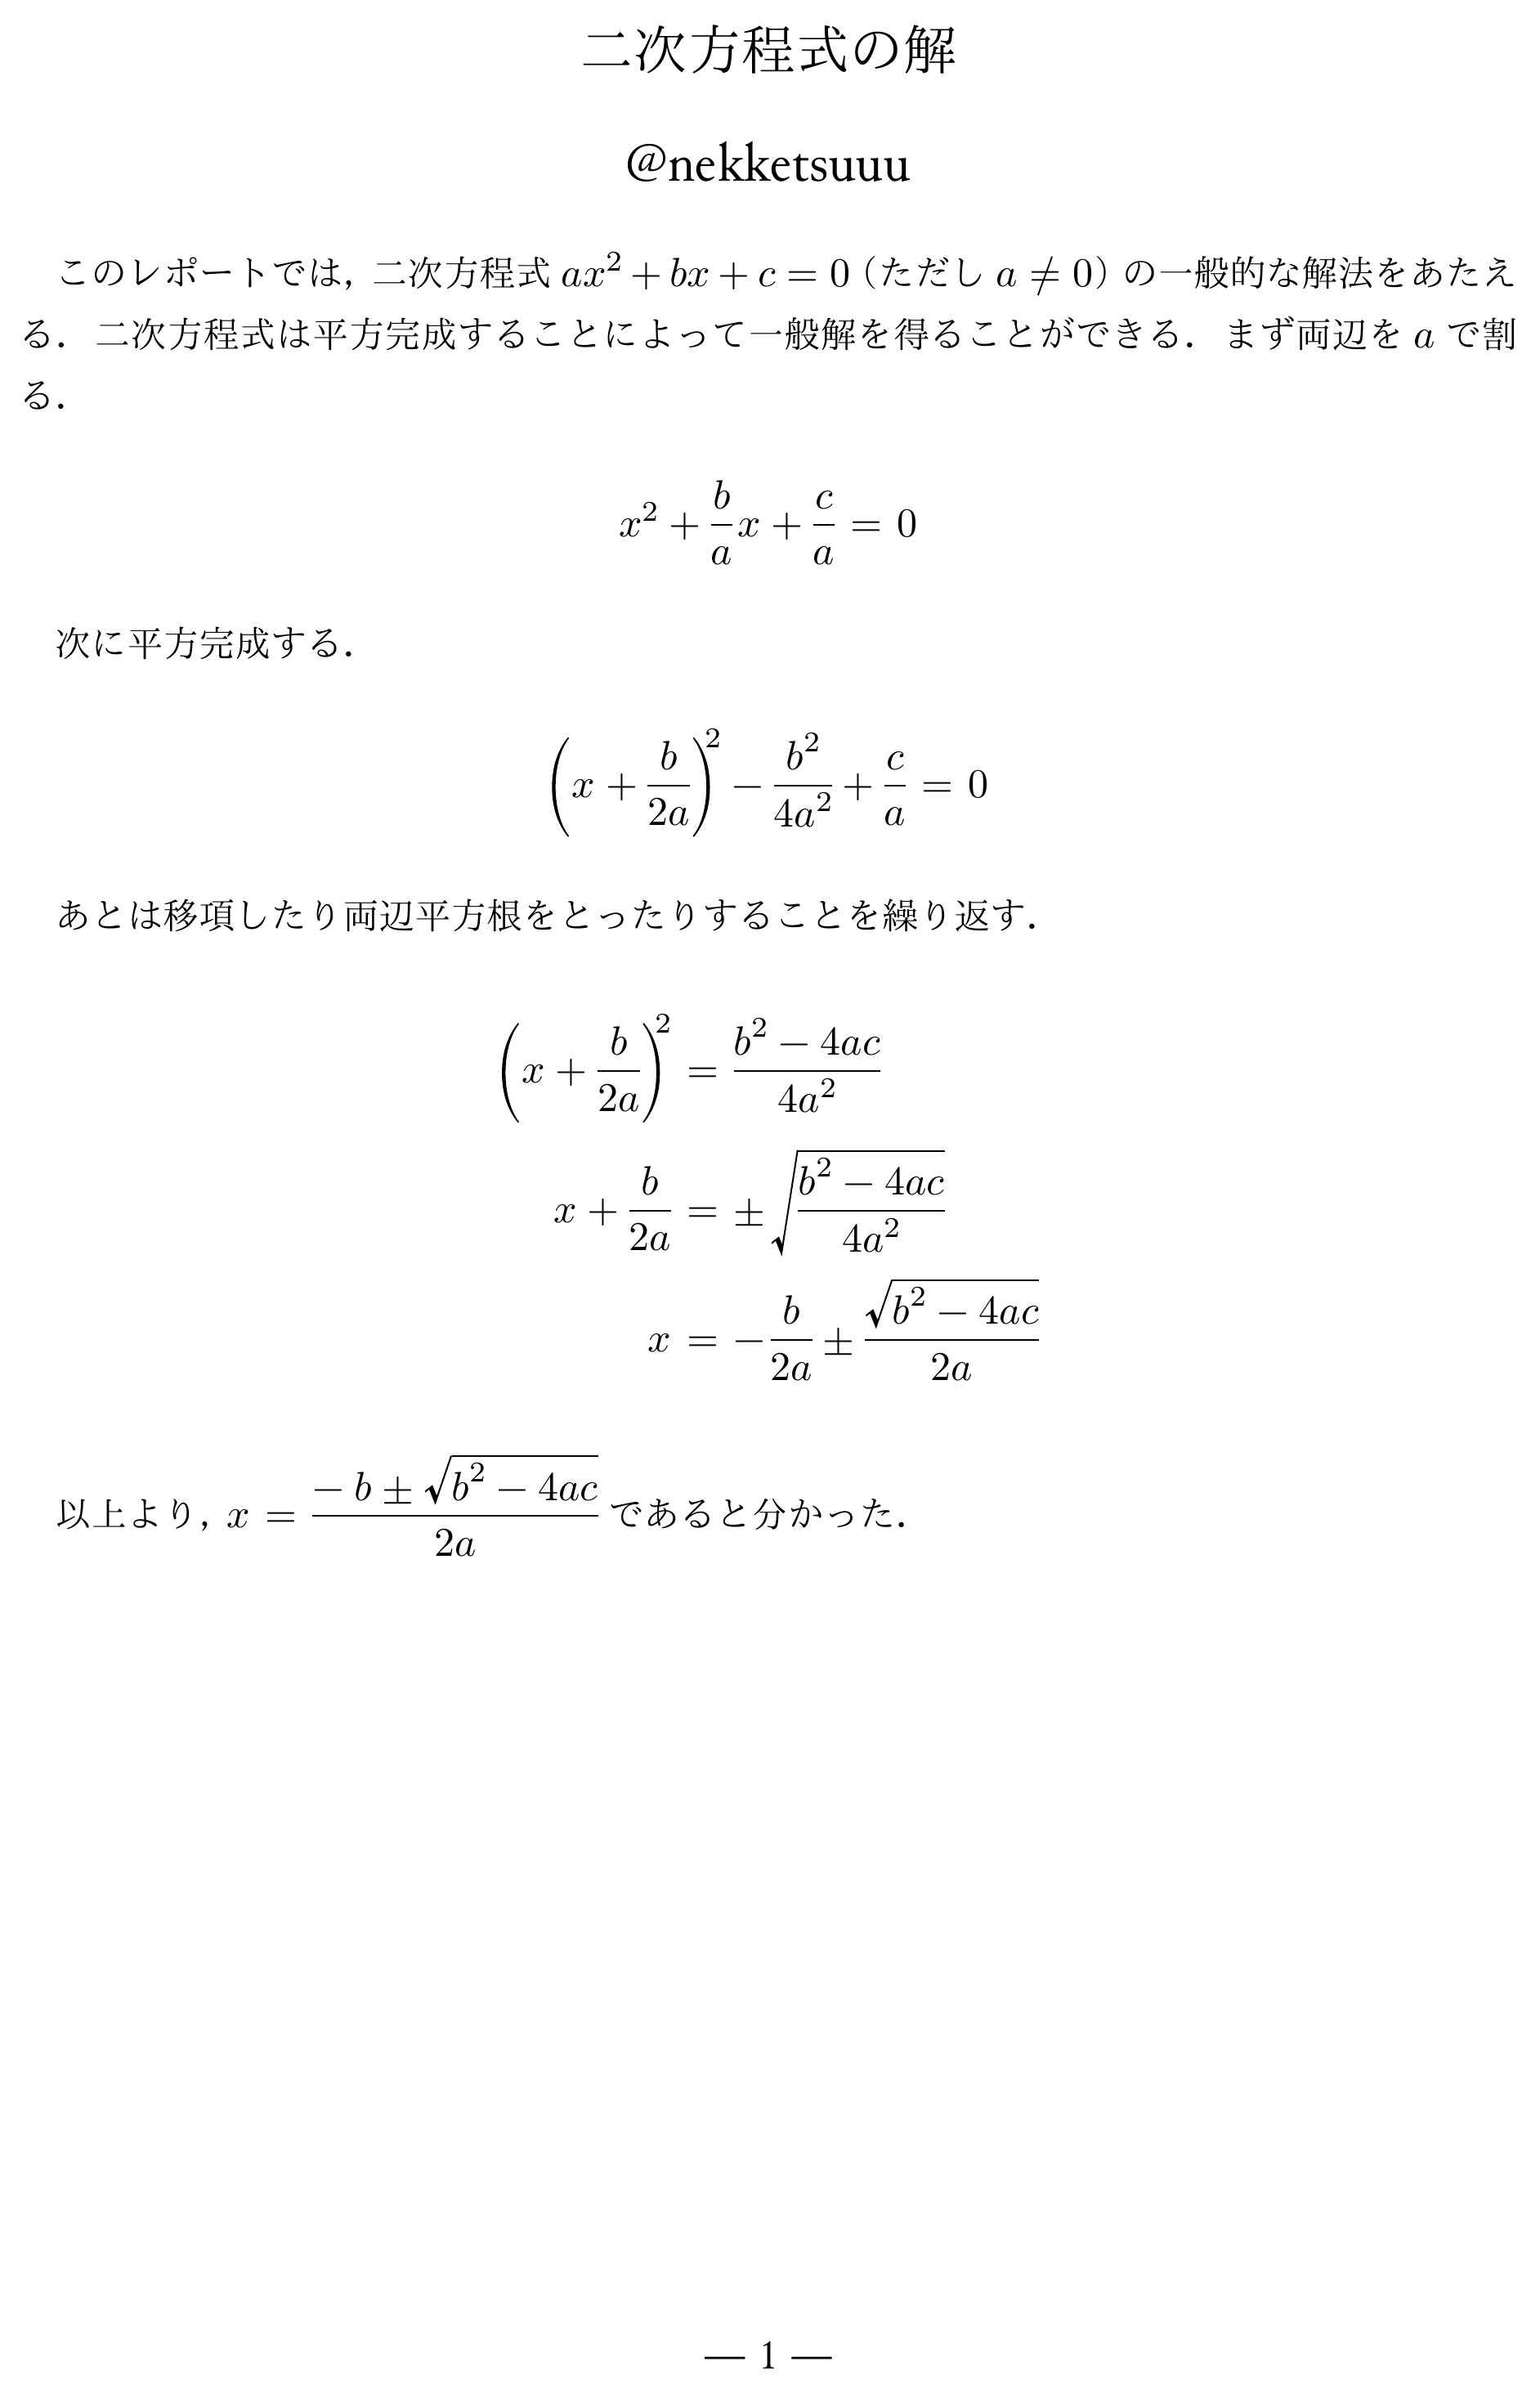 二次方程式の解
@nekketsuuu
このレポートでは，二次方程式 $ax^2 + bx + c = 0$（ただし $a \neq 0$）の一般的な解法をあたえ
る．二次方程式は平方完成することによって一般解を得ることができる．まず両辺を $a$ で割
る．
$x^2 + \frac{b}{a}x + \frac{c}{a} = 0$
次に平方完成する．
$\left(x + \frac{b}{2a}\right)^2 - \frac{b^2}{4a^2} + \frac{c}{a} = 0$
あとは移項したり両辺平方根をとったりすることを繰り返す．
$\left(x + \frac{b}{2a}\right)^2 = \frac{b^2 - 4ac}{4a^2}$
$x + \frac{b}{2a} = \pm\sqrt{\frac{b^2 - 4ac}{4a^2}}$
$x = -\frac{b}{2a} \pm \frac{\sqrt{b^2 - 4ac}}{2a}$
以上より，$x = \frac{-b \pm \sqrt{b^2 - 4ac}}{2a}$ であると分かった．
— 1 —